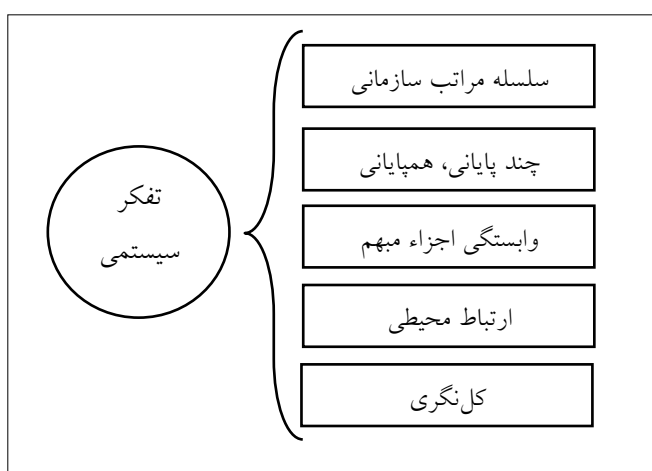 سلسله مراتب سازمانی
چند پایانی، همپایانی
وابستگی اجزاء مبهم
ارتباط محیطی
کل‌نگری
تفکر
سیستمی